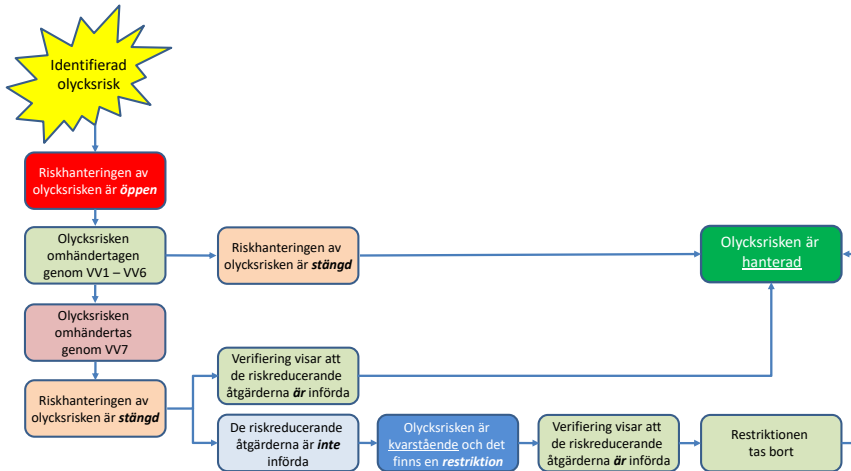 Identifierad
olycksrisk
Riskhanteringen av
olycksrisken är öppen
Olycksrisken
omhändertagen
genom VV1 – VV6
Riskhanteringen av
olycksrisken är stängd
Olycksrisken är
hanterad
Olycksrisken
omhändertas
genom VV7
Riskhanteringen av
olycksrisken är stängd
Verifiering visar att
de riskreducerande
åtgärderna är införda
De riskreducerande
åtgärderna är inte
införda
Olycksrisken är
kvarstående och det
finns en restriktion
Verifiering visar att
de riskreducerande
åtgärderna är införda
Restriktionen
tas bort